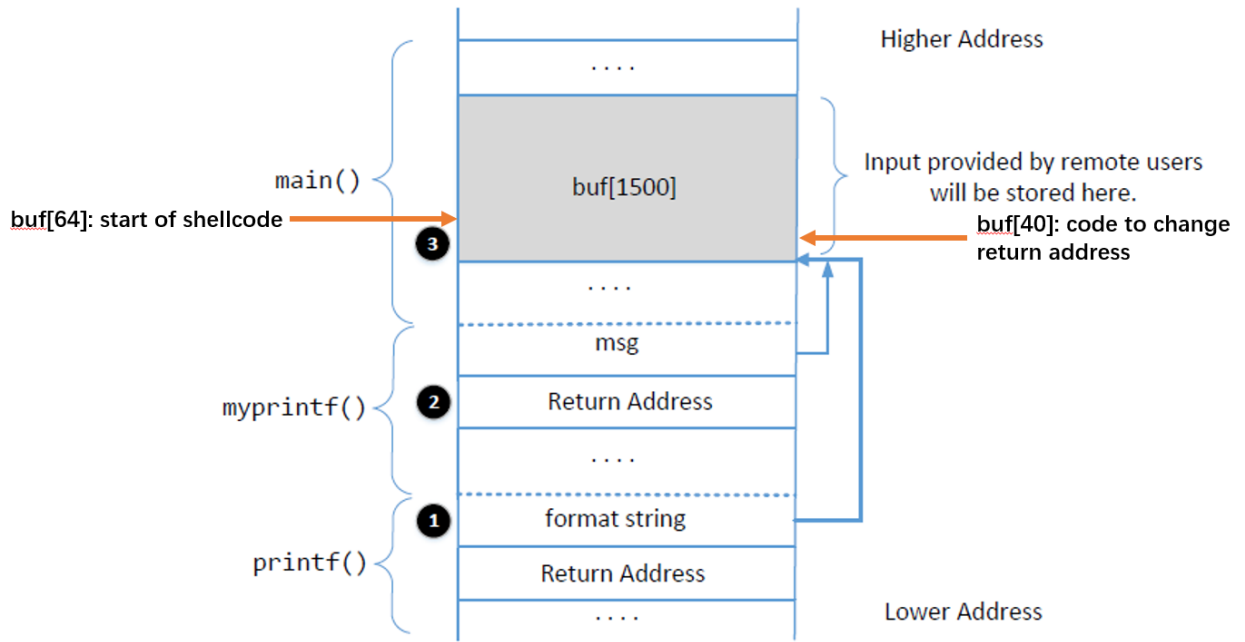 Higher Address
. . . .
main()
buf[1500]
Input provided by remote users
will be stored here.
buf[64]: start of shellcode
buf[40]: code to change
return address
3
. . . .
msg
myprintf()
2
Return Address
. . . .
1
format string
printf()
Return Address
. . . .
Lower Address